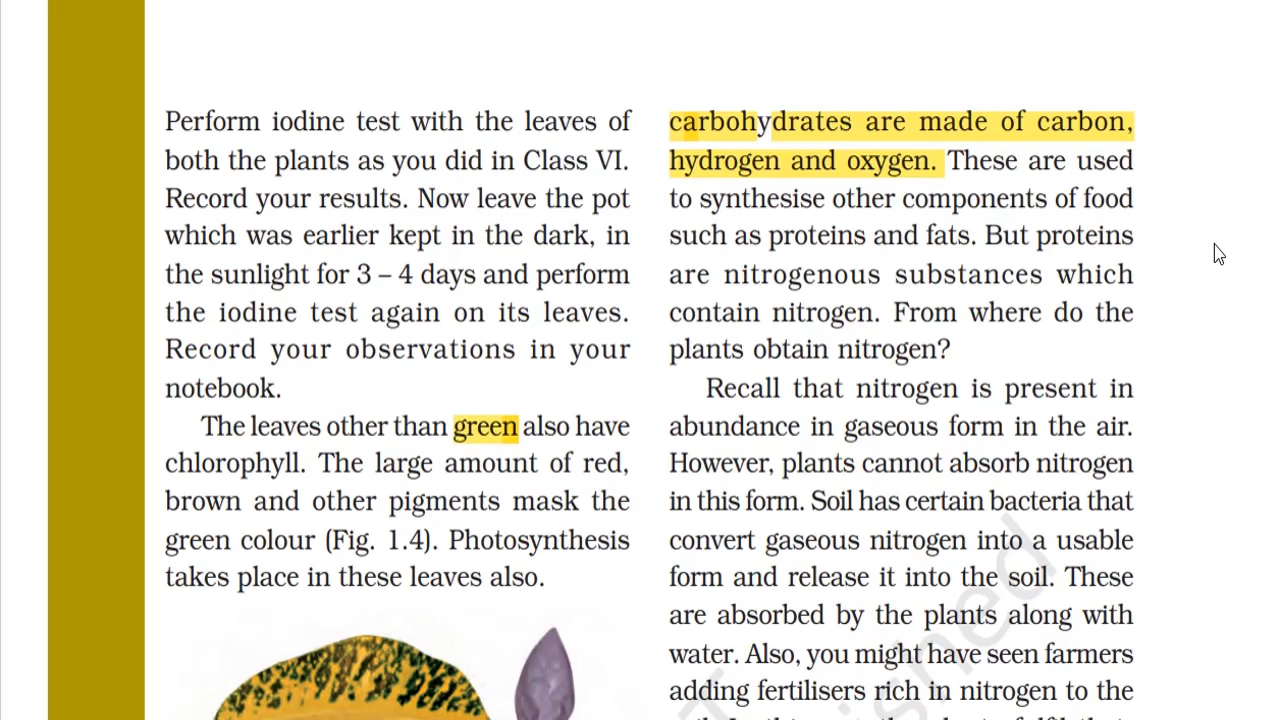 Perform iodine test with the leaves of
both the plants as you did in Class VI.
Record your results. Now leave the pot
which was earlier kept in the dark, in
the sunlight for 3 – 4 days and perform
the iodine test again on its leaves.
Record your observations in your
notebook.
The leaves other than green also have
chlorophyll. The large amount of red,
brown and other pigments mask the
green colour (Fig. 1.4). Photosynthesis
takes place in these leaves also.
carbohydrates are made of carbon,
hydrogen and oxygen. These are used
to synthesise other components of food
such as proteins and fats. But proteins
are nitrogenous substances which
contain nitrogen. From where do the
plants obtain nitrogen?
Recall that nitrogen is present in
abundance in gaseous form in the air.
However, plants cannot absorb nitrogen
in this form. Soil has certain bacteria that
convert gaseous nitrogen into a usable
form and release it into the soil. These
are absorbed by the plants along with
water. Also, you might have seen farmers
adding fertilisers rich in nitrogen to the